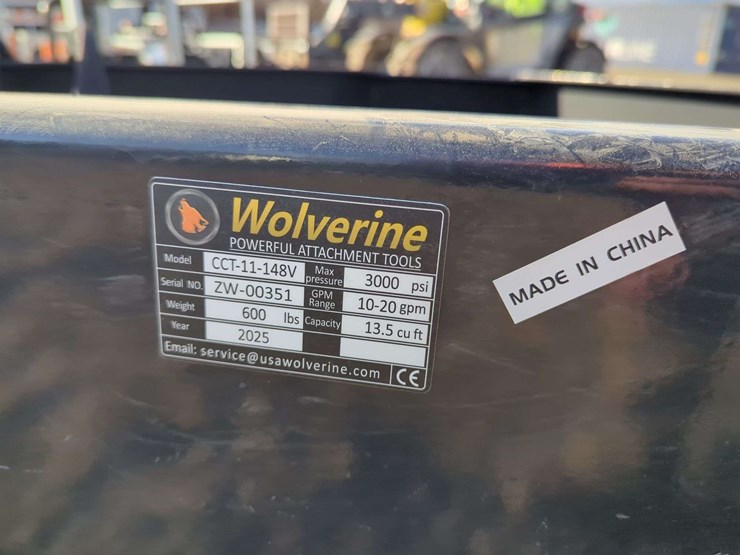 Wolverine
POWERFUL ATTACHMENT TOOLS
Model CCT-11-148V Max pressure 3000 psi
Serial NO. ZW-00351 GPM Range 10-20 gpm
Weight 600 lbs Capacity 13.5 cu ft
Year 2025
Email: service@usawolverine.com CE
MADE IN CHINA